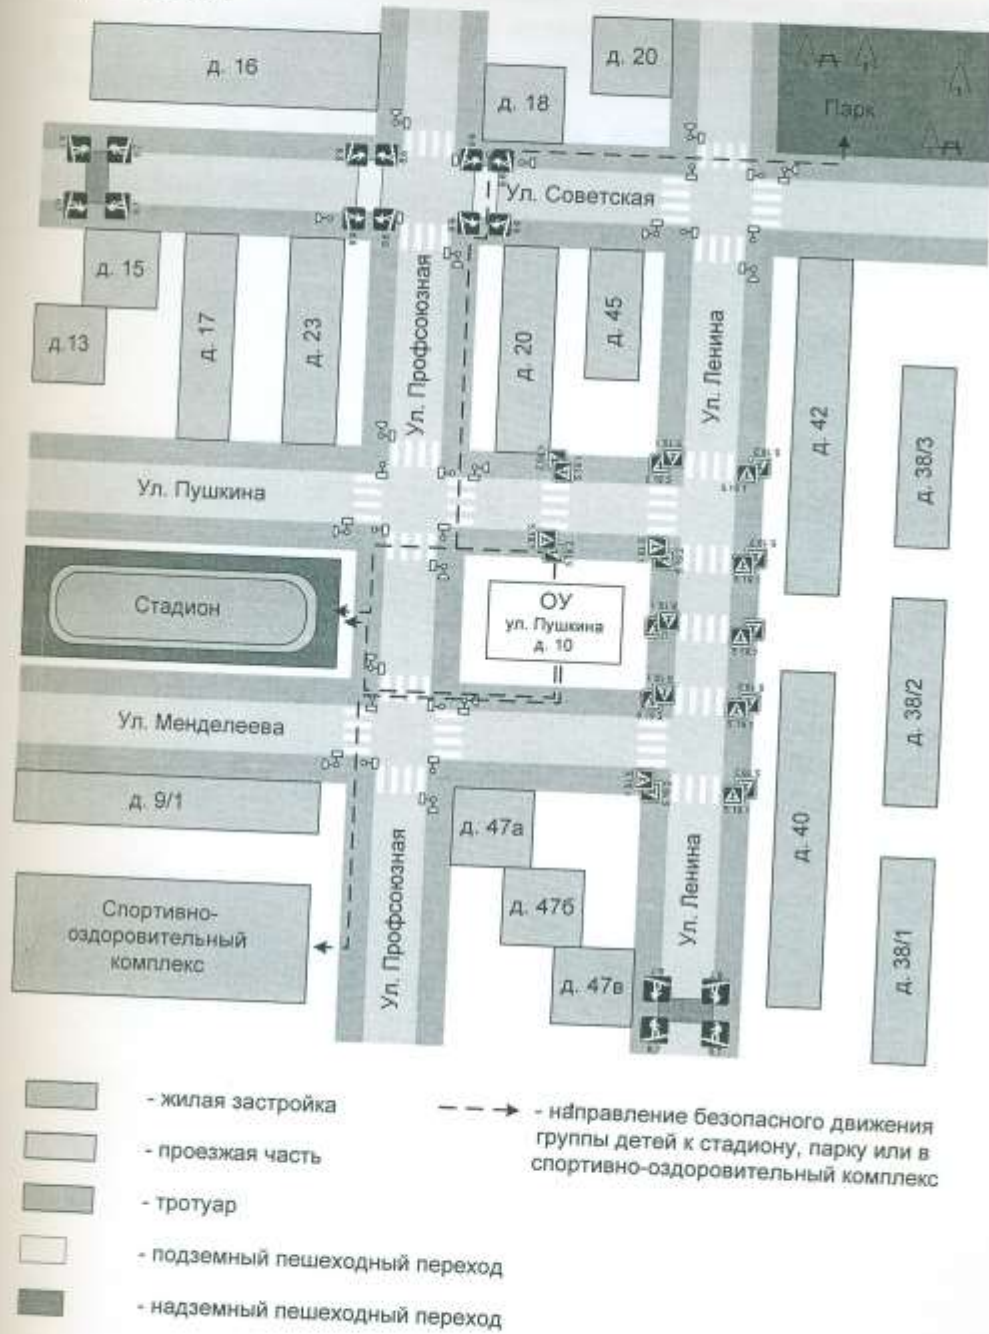 д. 16
д. 20
д. 18
Парк
Ул. Советская
д. 15
д.13
д. 17
д. 23
Ул. Профсоюзная
д. 20
д. 45
Ул. Ленина
д. 42
д. 38/3
Ул. Пушкина
Стадион
ОУ
ул. Пушкина
д. 10
д. 38/2
Ул. Менделеева
д. 9/1
д. 47а
д. 40
Спортивно-
оздоровительный
комплекс
Ул. Профсоюзная
д. 47б
Ул. Ленина
д. 47в
д. 38/1
- жилая застройка
- проезжая часть
- тротуар
- подземный пешеходный переход
- надземный пешеходный переход
- направление безопасного движения
группы детей к стадиону, парку или в
спортивно-оздоровительный комплекс